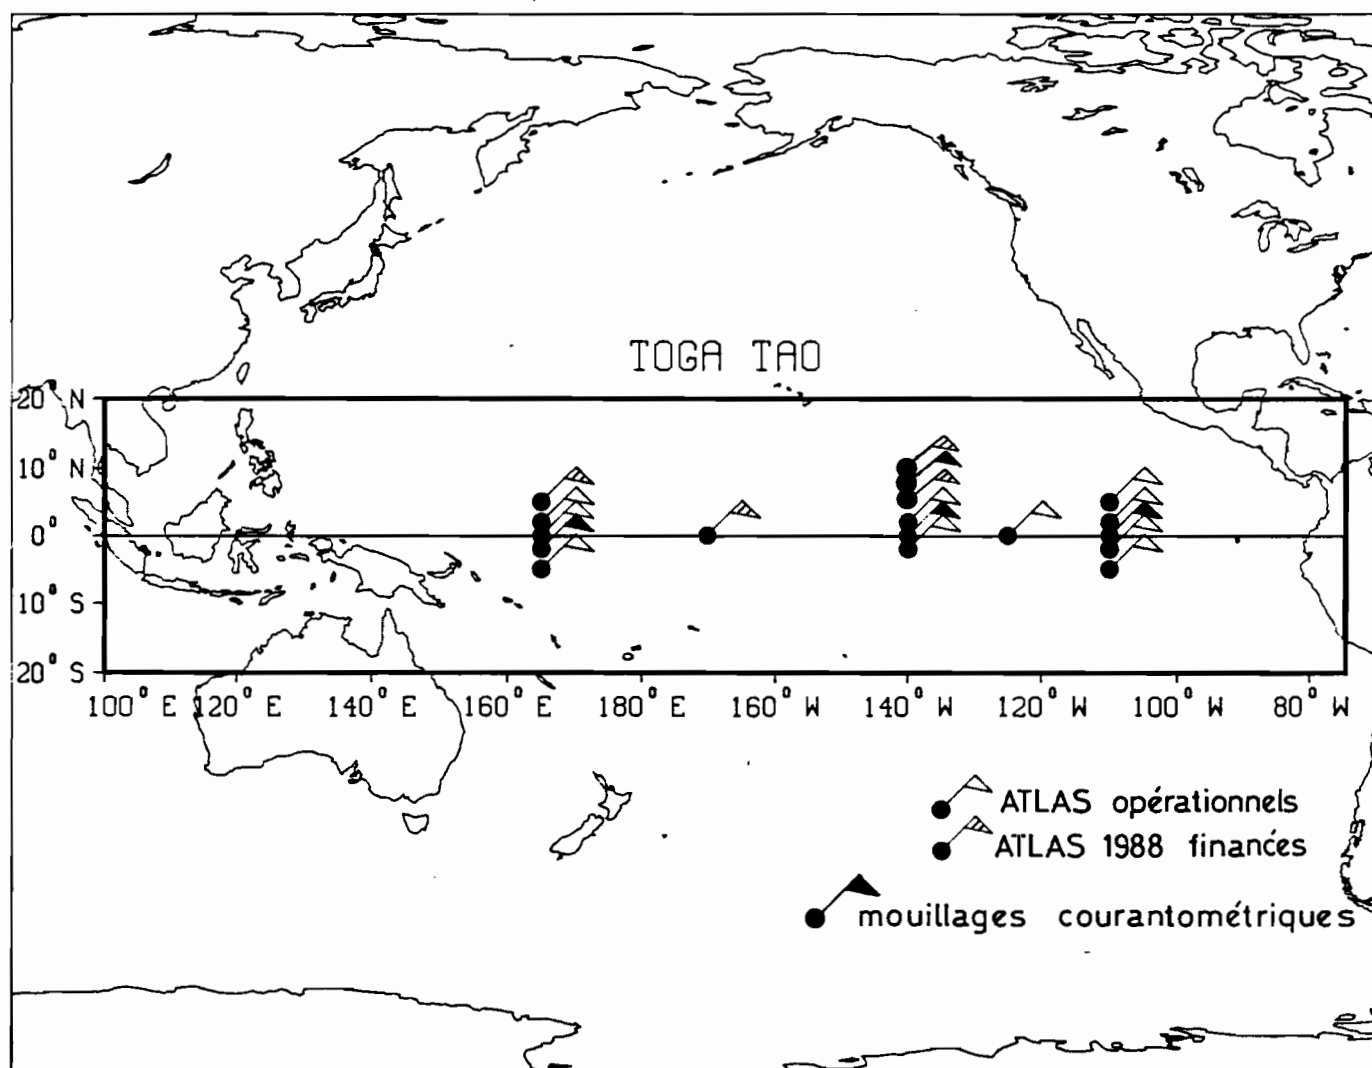 TOGA TAO
20° N
10° N
0°
10° S
20° S
100° E 120° E 140° E 160° E 180° E 160° W 140° W 120° W 100° W 80° W
ATLAS opérationnels
ATLAS 1988 financés
mouillages courantométriques